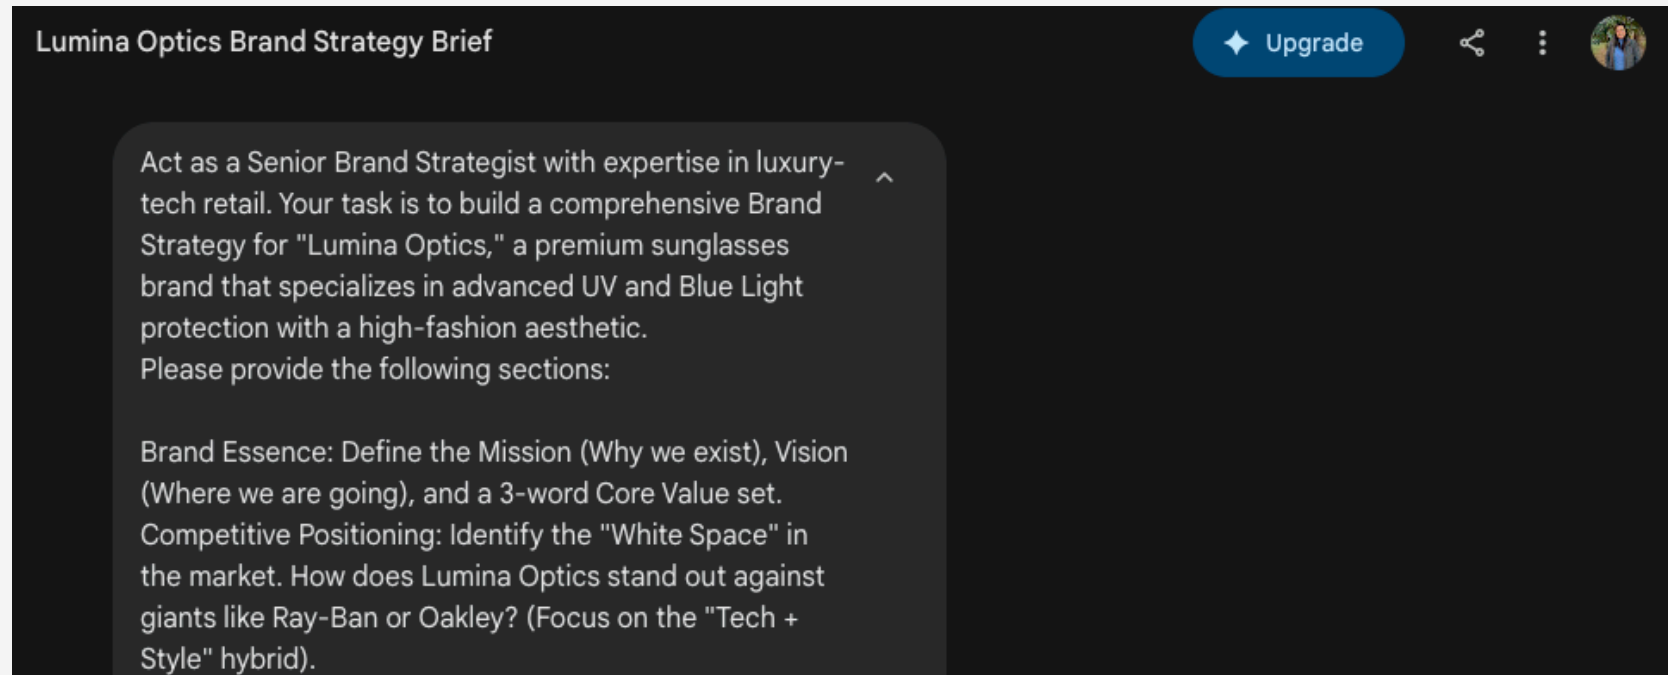 Lumina Optics Brand Strategy Brief
Upgrade
Act as a Senior Brand Strategist with expertise in luxury-
tech retail. Your task is to build a comprehensive Brand
Strategy for "Lumina Optics," a premium sunglasses
brand that specializes in advanced UV and Blue Light
protection with a high-fashion aesthetic.
Please provide the following sections:
Brand Essence: Define the Mission (Why we exist), Vision
(Where we are going), and a 3-word Core Value set.
Competitive Positioning: Identify the "White Space" in
the market. How does Lumina Optics stand out against
giants like Ray-Ban or Oakley? (Focus on the "Tech +
Style" hybrid).